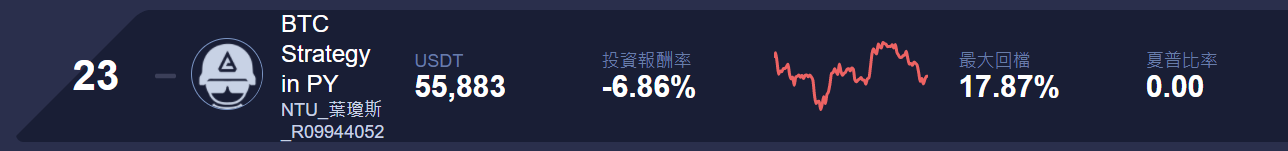 23
BTC
Strategy
in PY
NTU_葉瓊斯
_R09944052
USDT
55,883
投資報酬率
-6.86%
最大回檔
17.87%
夏普比率
0.00